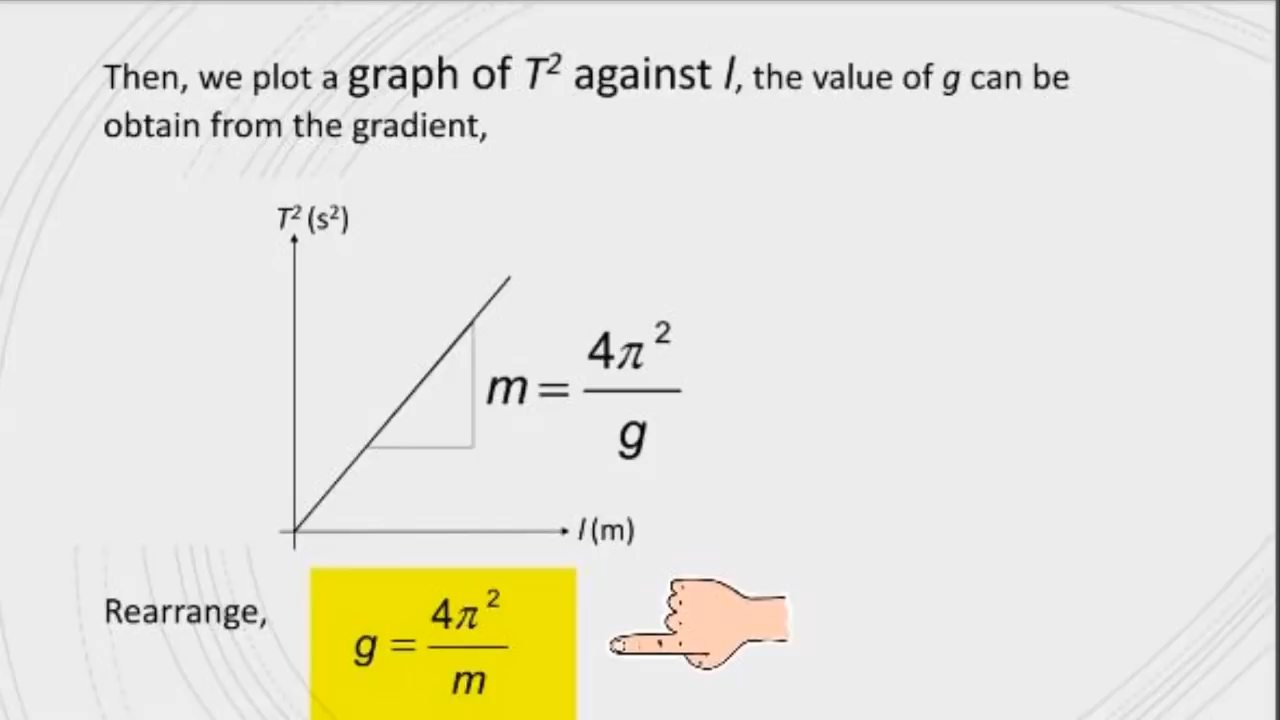 Then, we plot a graph of T² against l, the value of g can be
obtain from the gradient,
T² (s²)
m = 4π² / g
l (m)
Rearrange,
g = 4π² / m